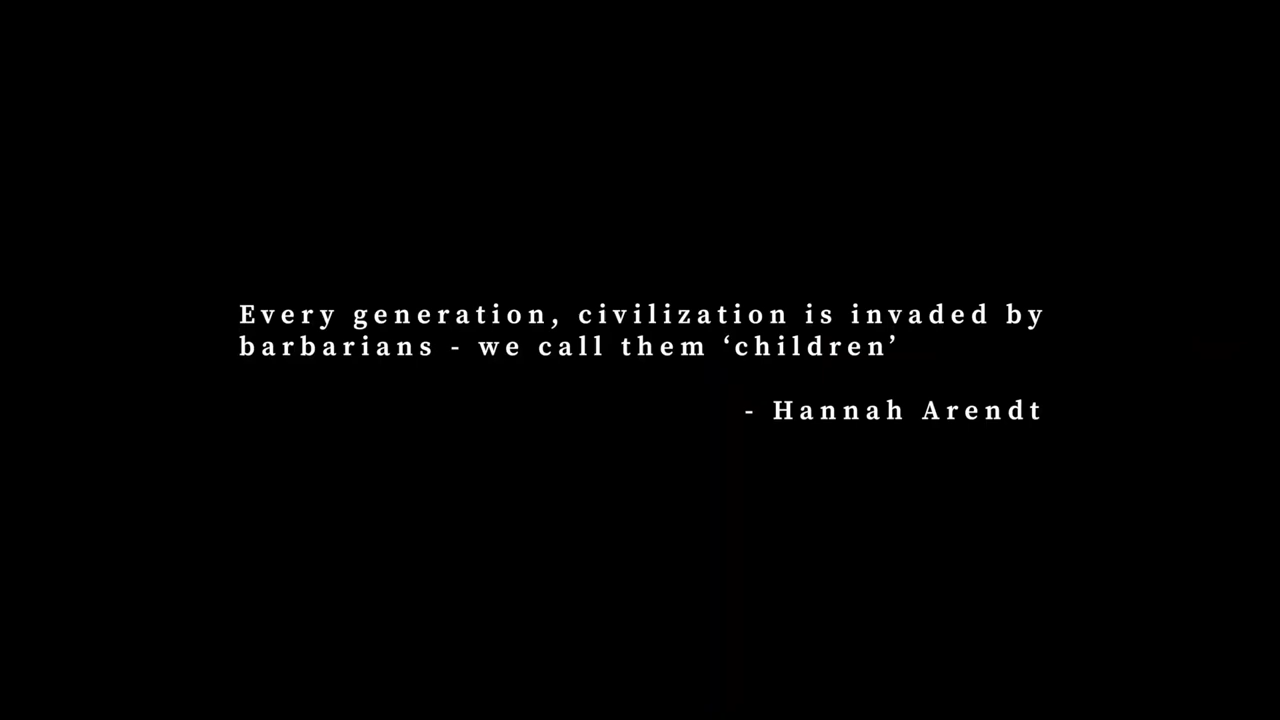 Every generation, civilization is invaded by
barbarians - we call them ‘children’
- Hannah Arendt